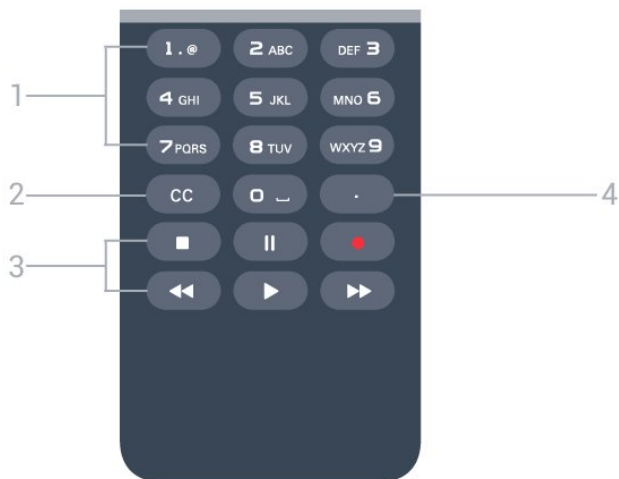 1 . @ 2 ABC DEF 3
4 GHI 5 JKL MNO 6
7 PQRS 8 TUV WXYZ 9
CC 0 ⎵ .
1
2
3
4